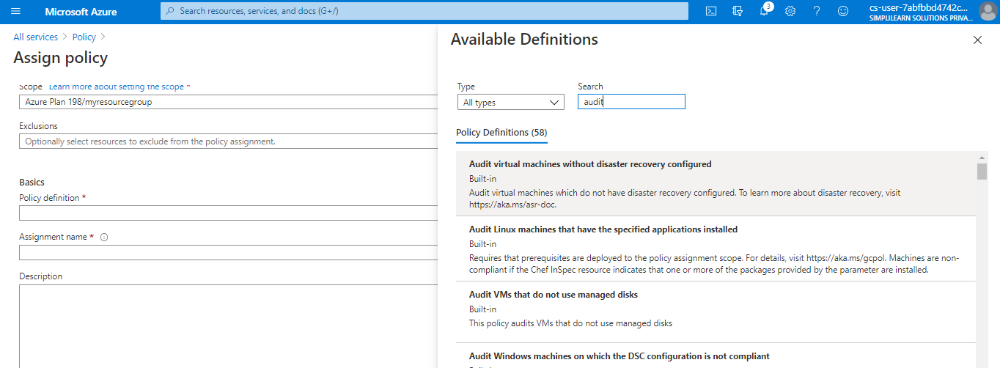 Microsoft Azure
Search resources, services, and docs (G+/)
3
cs-user-7abfbbd4742c...
SIMPLILEARN SOLUTIONS PRIVA...
All services > Policy >
Assign policy
Scope Learn more about setting the scope *
Azure Plan 198/myresourcegroup
Exclusions
Optionally select resources to exclude from the policy assignment.
Basics
Policy definition *
Assignment name *
Description
Available Definitions
Type
Search
All types
audit
Policy Definitions (58)
Audit virtual machines without disaster recovery configured
Built-in
Audit virtual machines which do not have disaster recovery configured. To learn more about disaster recovery, visit
https://aka.ms/asr-doc.
Audit Linux machines that have the specified applications installed
Built-in
Requires that prerequisites are deployed to the policy assignment scope. For details, visit https://aka.ms/gcpol. Machines are non-
compliant if the Chef InSpec resource indicates that one or more of the packages provided by the parameter are installed.
Audit VMs that do not use managed disks
Built-in
This policy audits VMs that do not use managed disks
Audit Windows machines on which the DSC configuration is not compliant